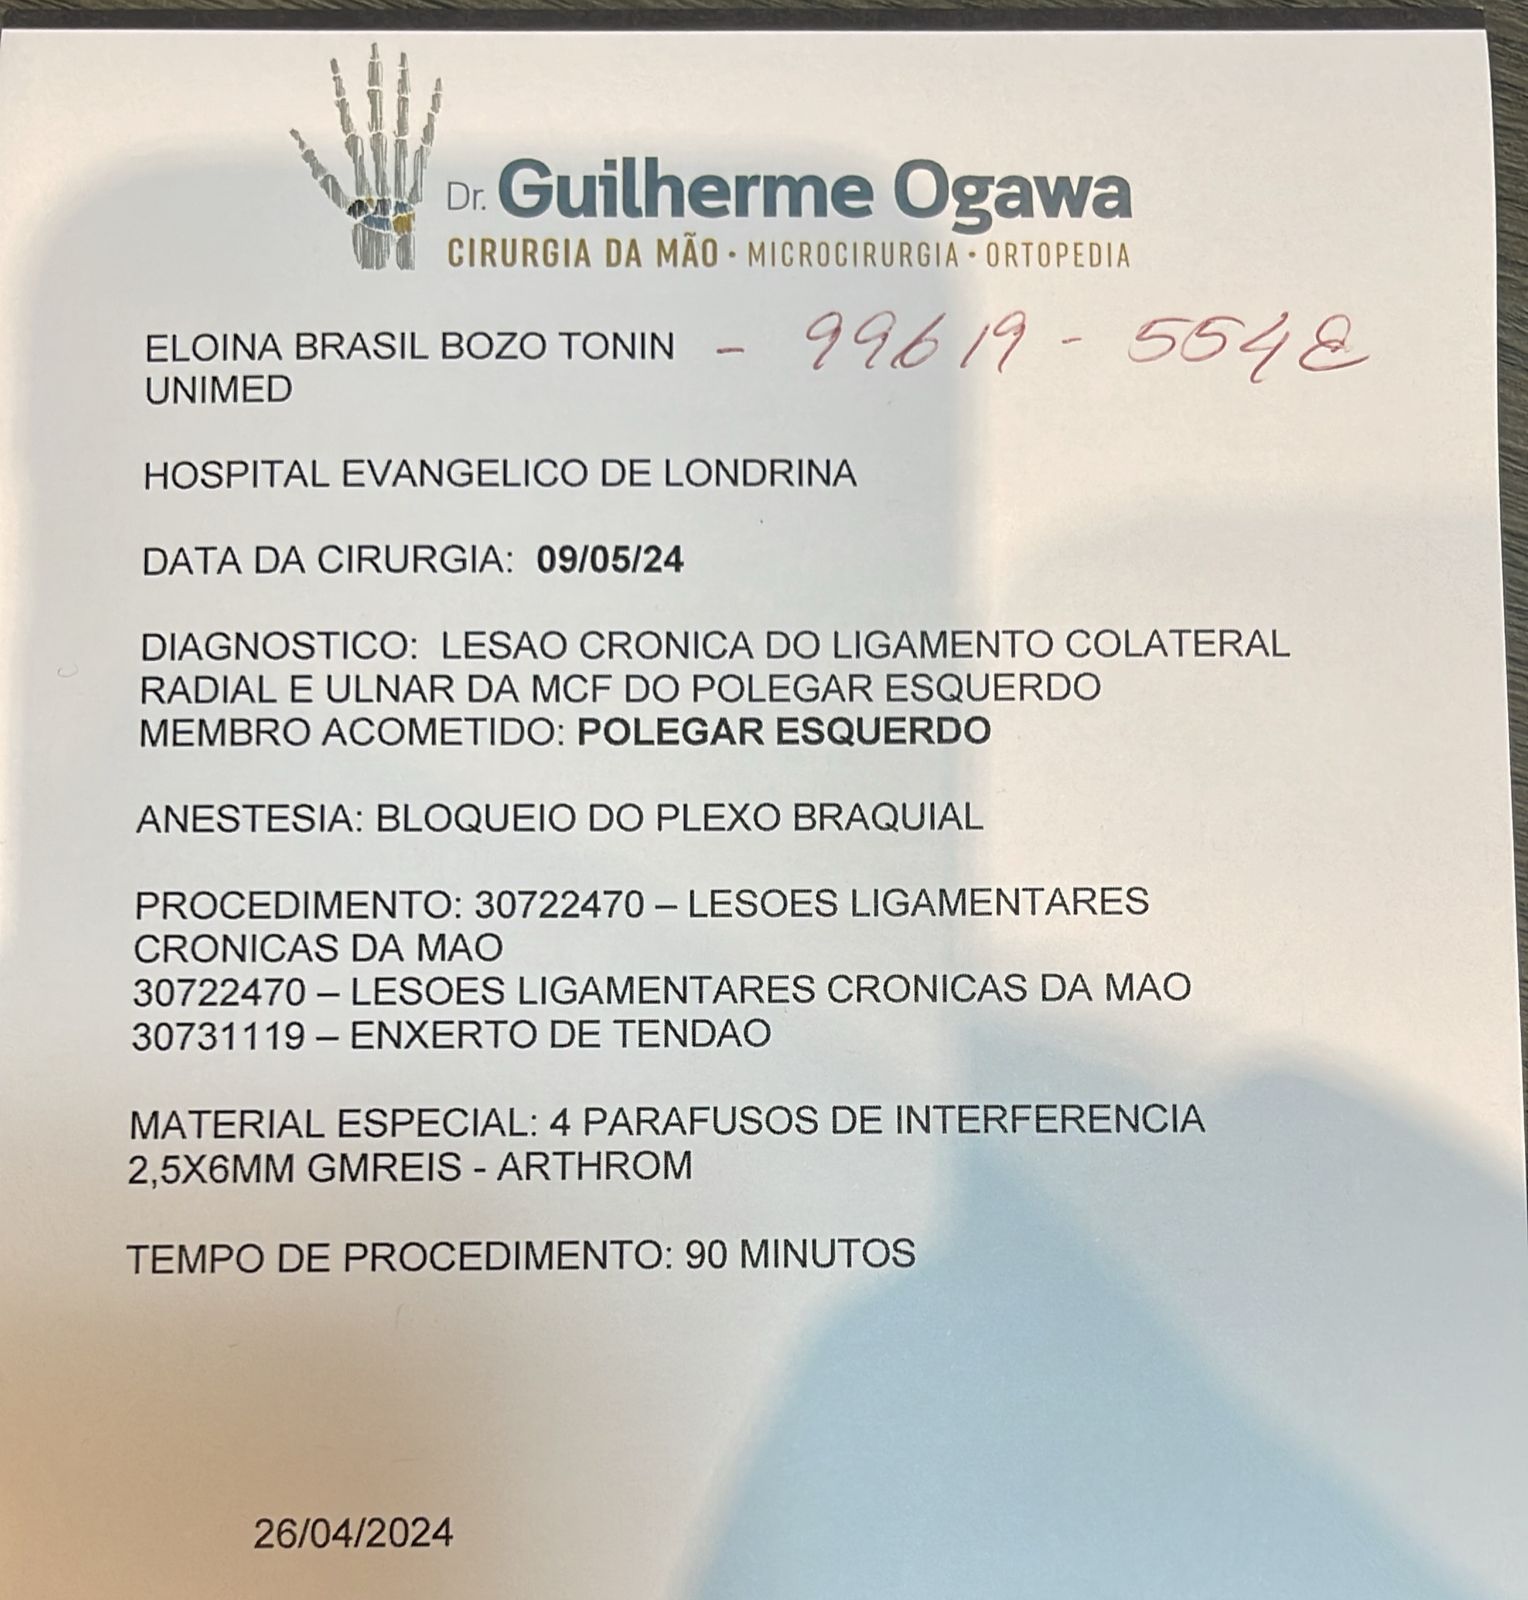 Dr. Guilherme Ogawa
CIRURGIA DA MÃO • MICROCIRURGIA • ORTOPEDIA
ELOINA BRASIL BOZO TONIN - 99619-5548
UNIMED
HOSPITAL EVANGELICO DE LONDRINA
DATA DA CIRURGIA: 09/05/24
DIAGNOSTICO: LESAO CRONICA DO LIGAMENTO COLATERAL
RADIAL E ULNAR DA MCF DO POLEGAR ESQUERDO
MEMBRO ACOMETIDO: POLEGAR ESQUERDO
ANESTESIA: BLOQUEIO DO PLEXO BRAQUIAL
PROCEDIMENTO: 30722470 – LESOES LIGAMENTARES
CRONICAS DA MAO
30722470 – LESOES LIGAMENTARES CRONICAS DA MAO
30731119 – ENXERTO DE TENDAO
MATERIAL ESPECIAL: 4 PARAFUSOS DE INTERFERENCIA
2,5X6MM GMREIS - ARTHROM
TEMPO DE PROCEDIMENTO: 90 MINUTOS
26/04/2024